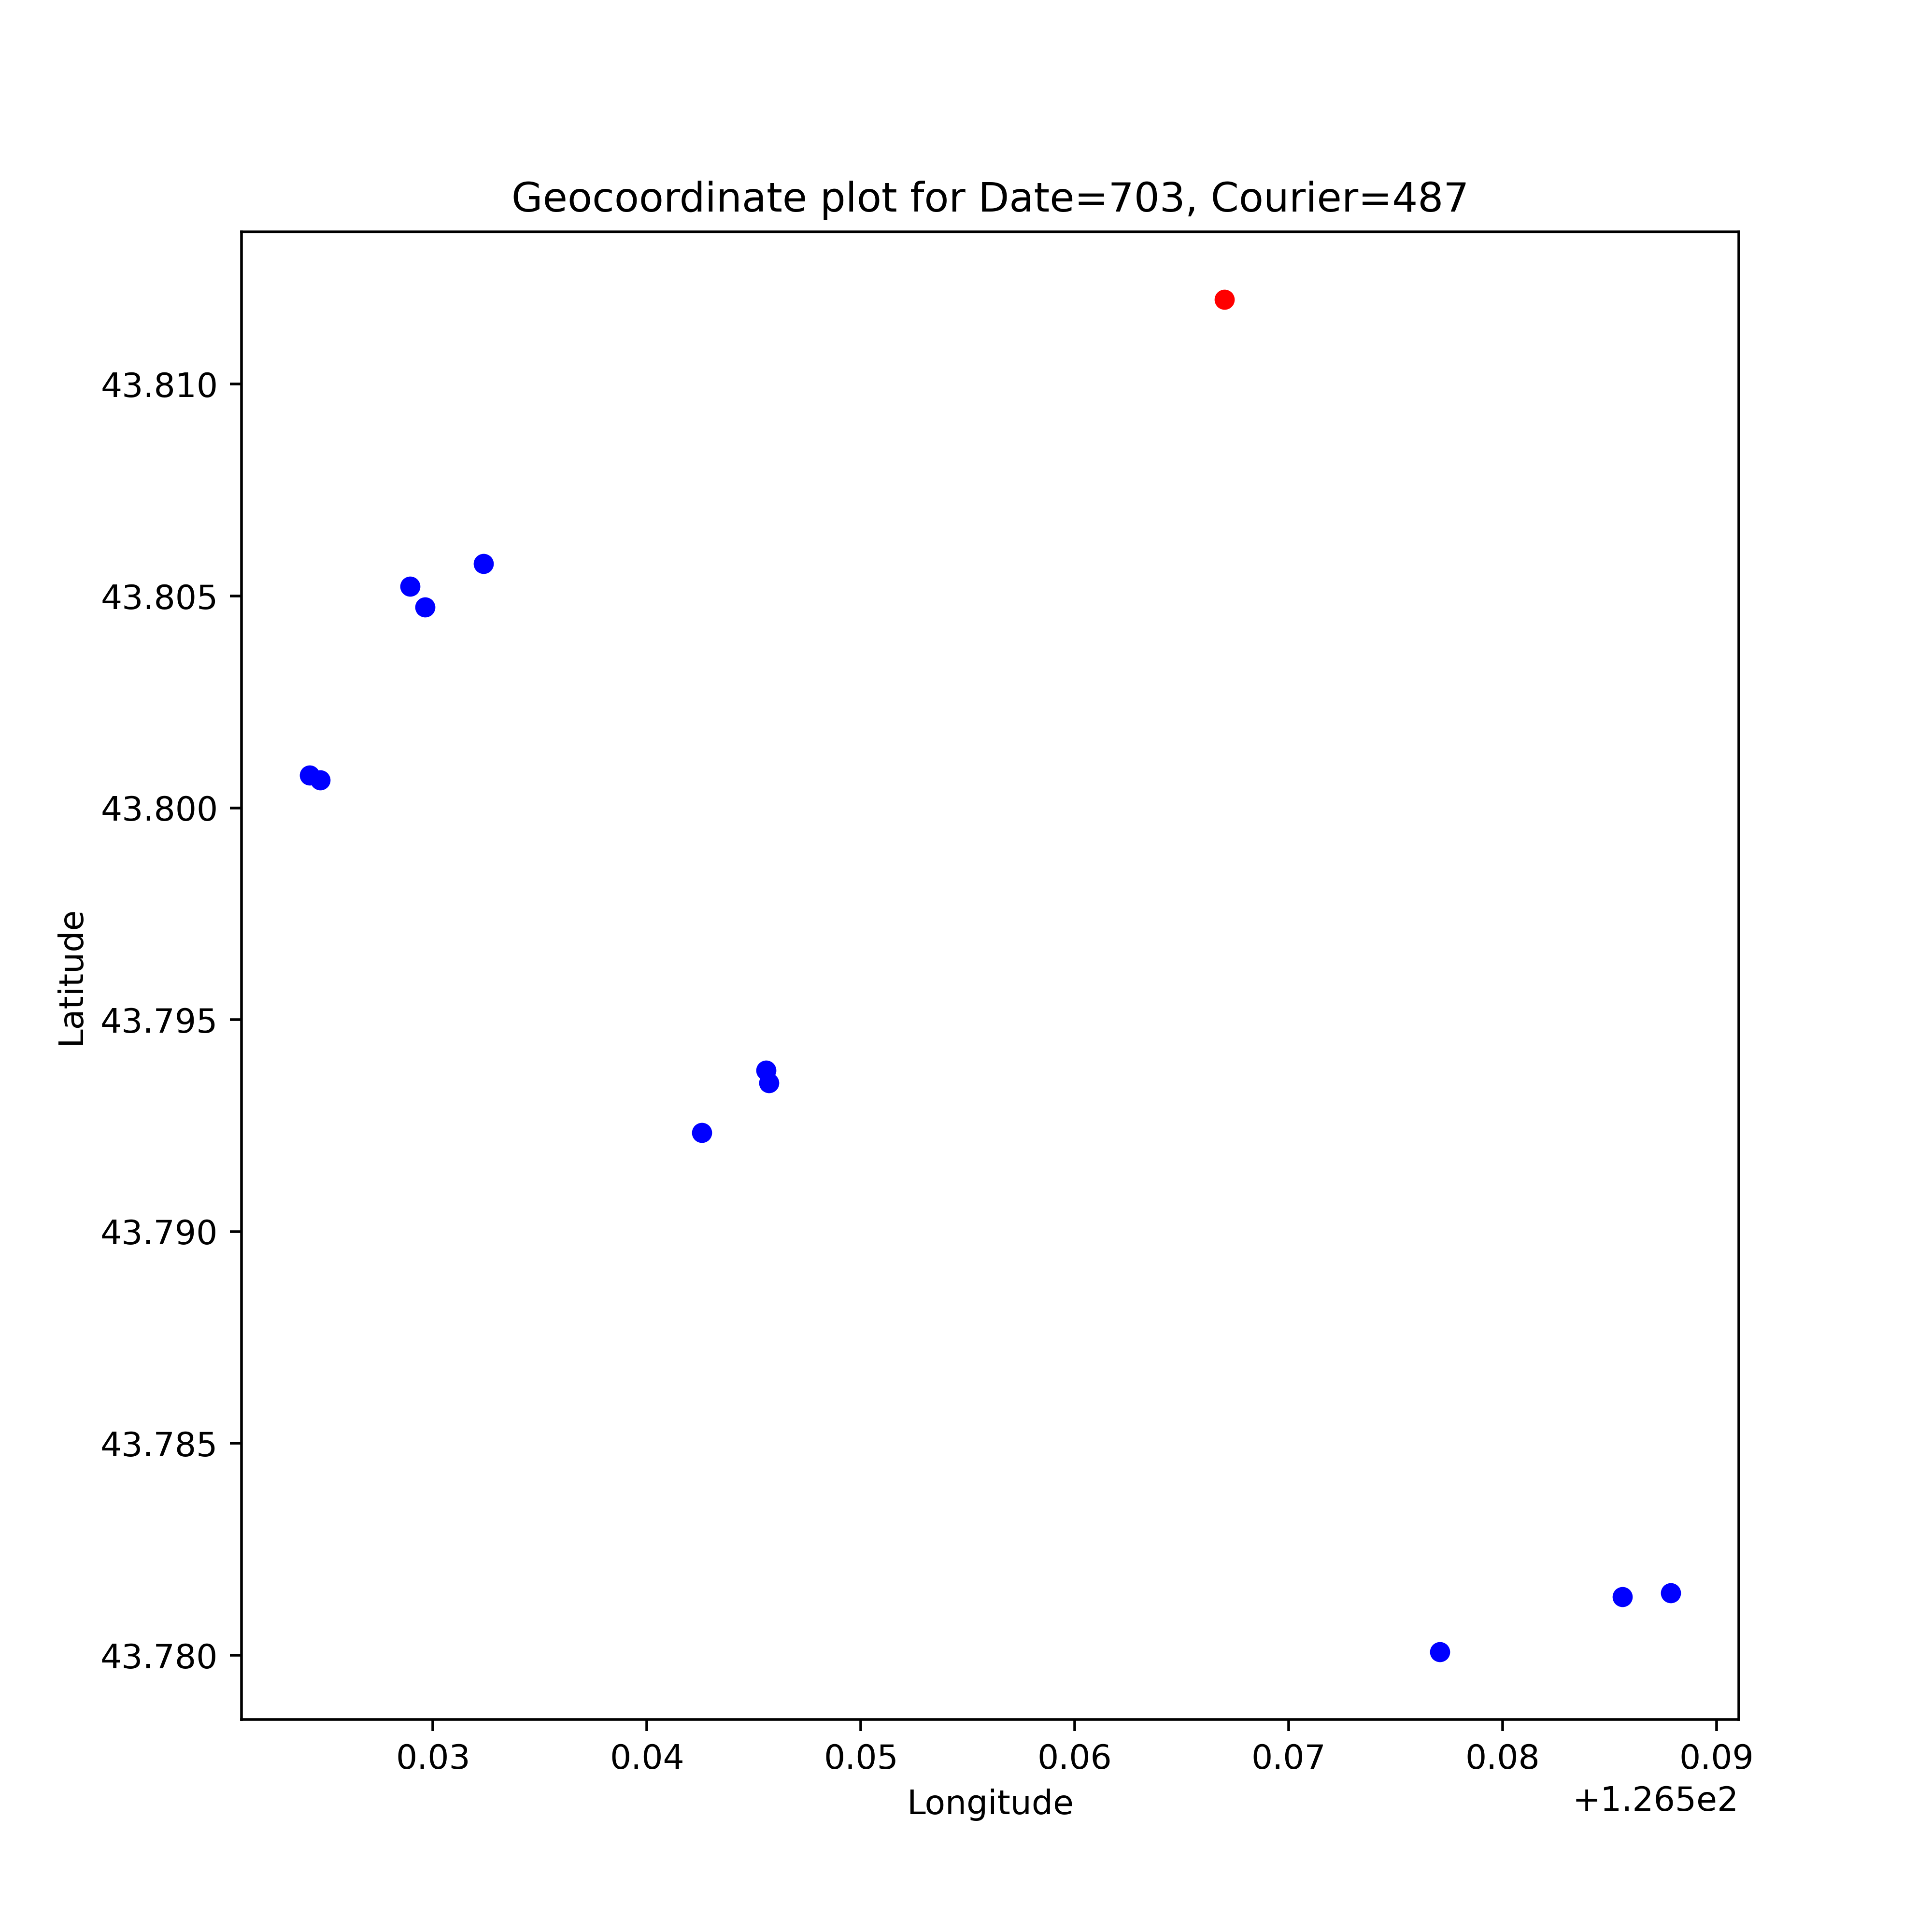 Geocoordinate plot for Date=703, Courier=487
43.810
43.805
43.800
43.795
43.790
43.785
43.780
Latitude
0.03 0.04 0.05 0.06 0.07 0.08 0.09
Longitude
+1.265e2